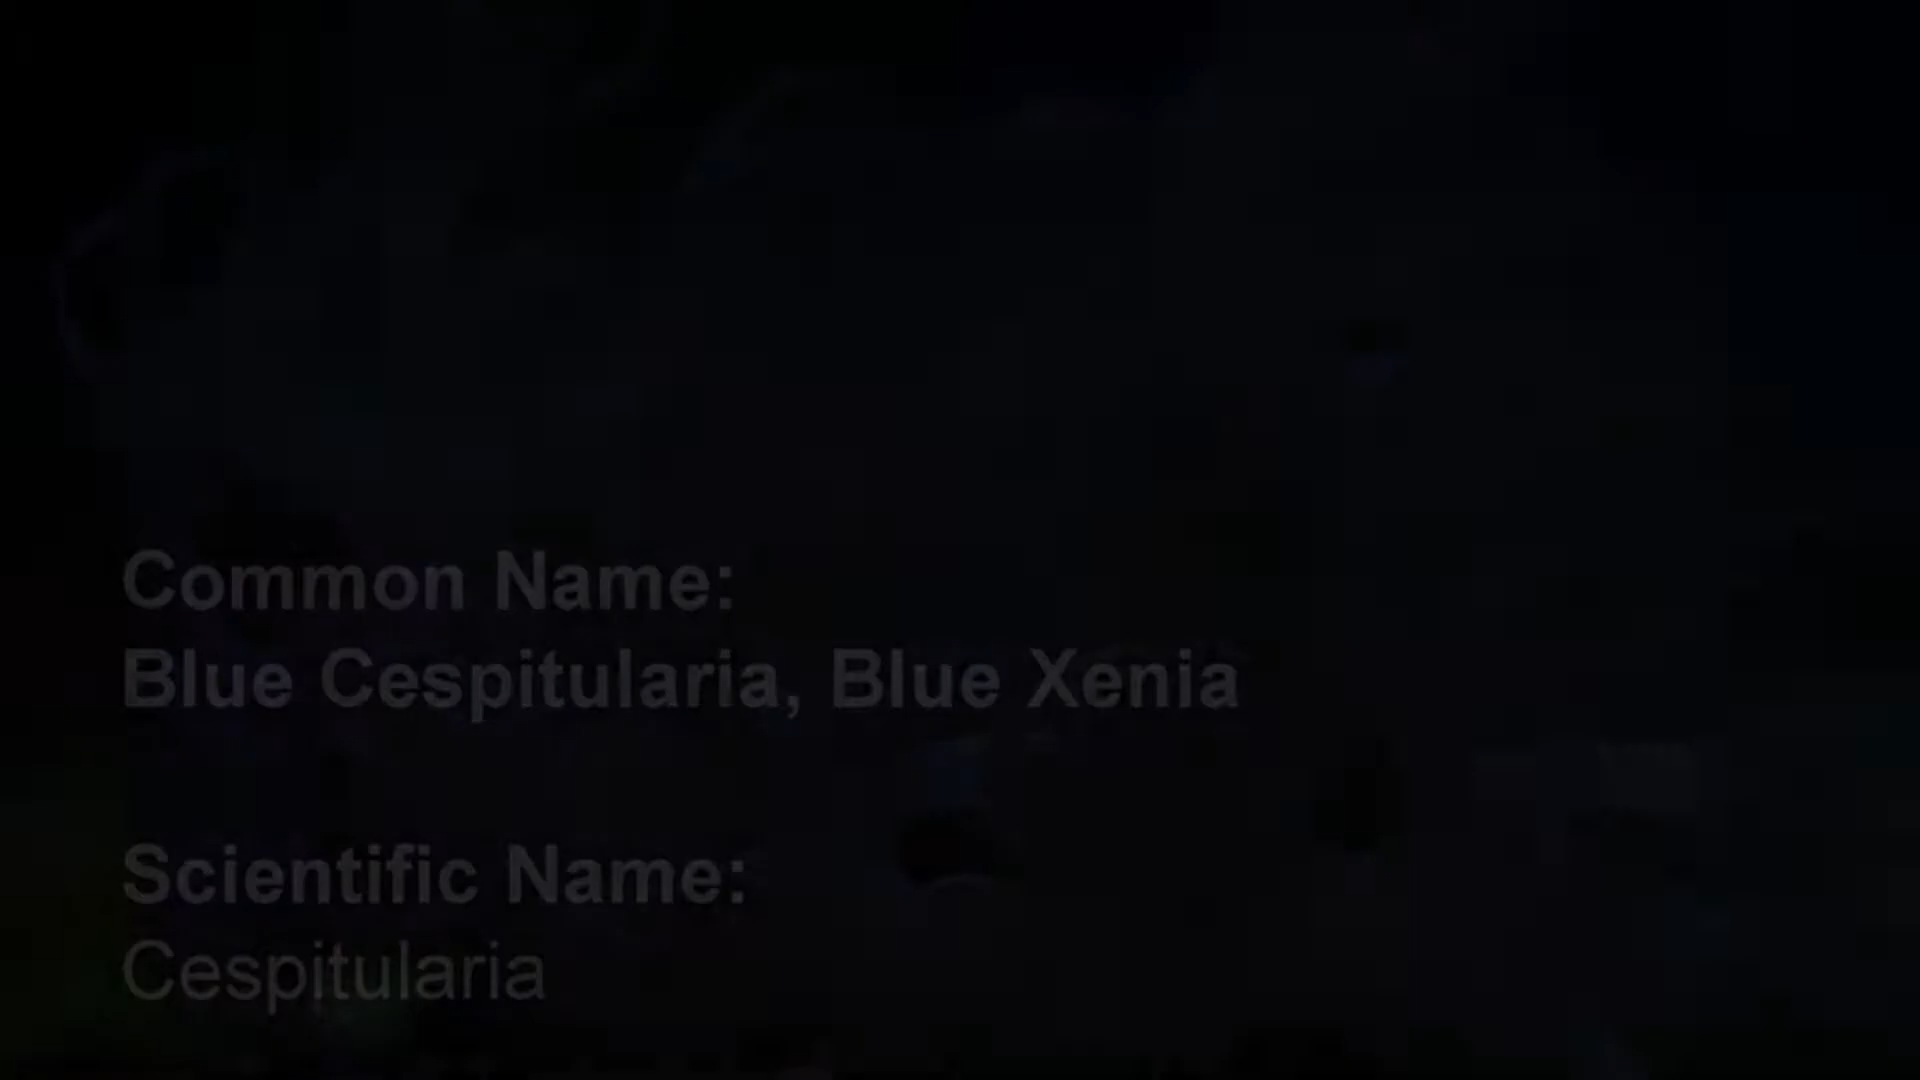 Common Name:
Blue Cespitularia, Blue Xenia
Scientific Name:
Cespitularia